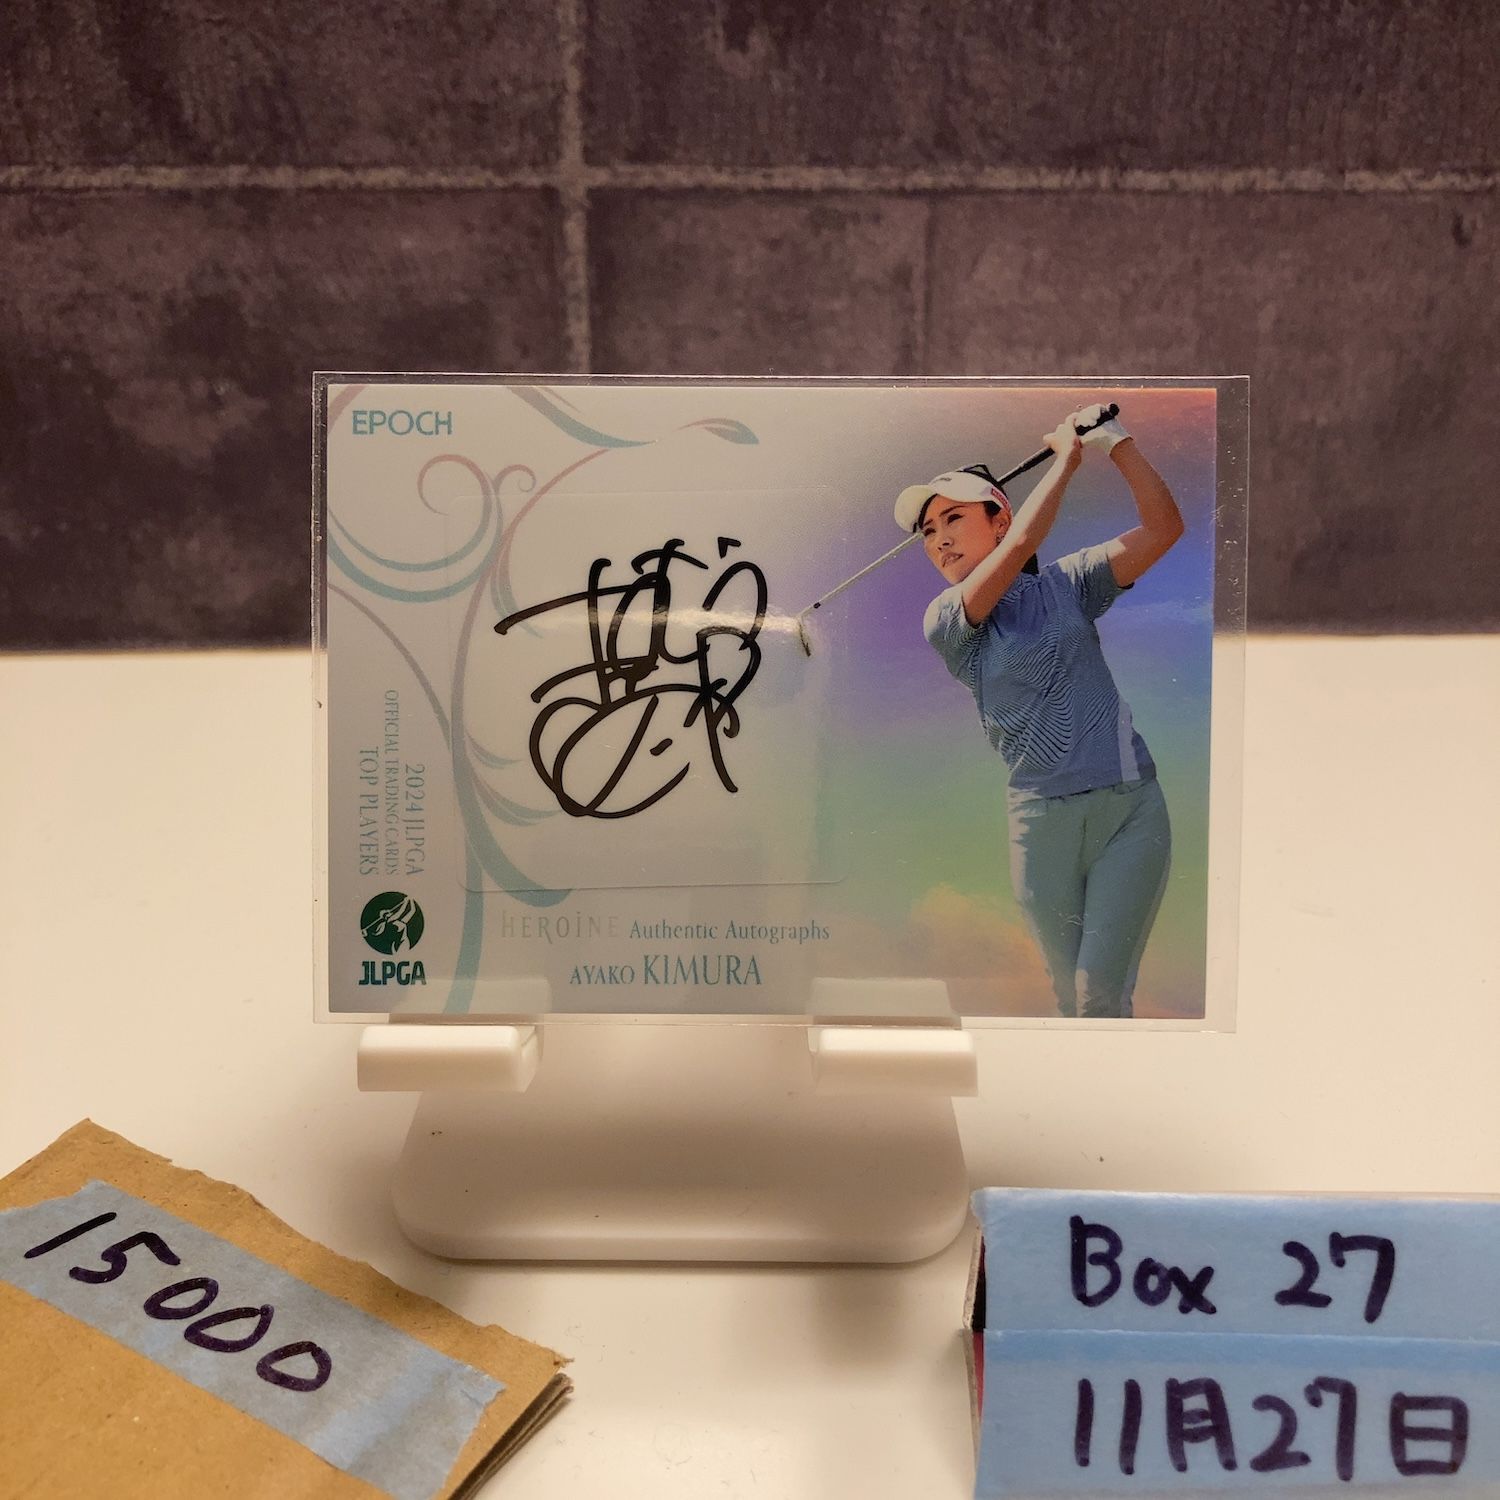 EPOCH
2024 JLPGA
OFFICIAL TRADING CARDS
TOP PLAYERS
JLPGA
HEROINE Authentic Autographs
AYAKO KIMURA
15000
Box 27
11月27日